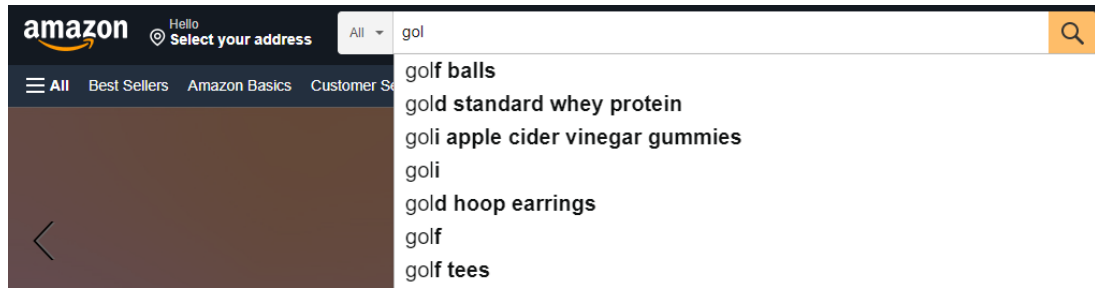 amazon
Hello
Select your address
All
gol
All Best Sellers Amazon Basics Customer Se
golf balls
gold standard whey protein
goli apple cider vinegar gummies
goli
gold hoop earrings
golf
golf tees